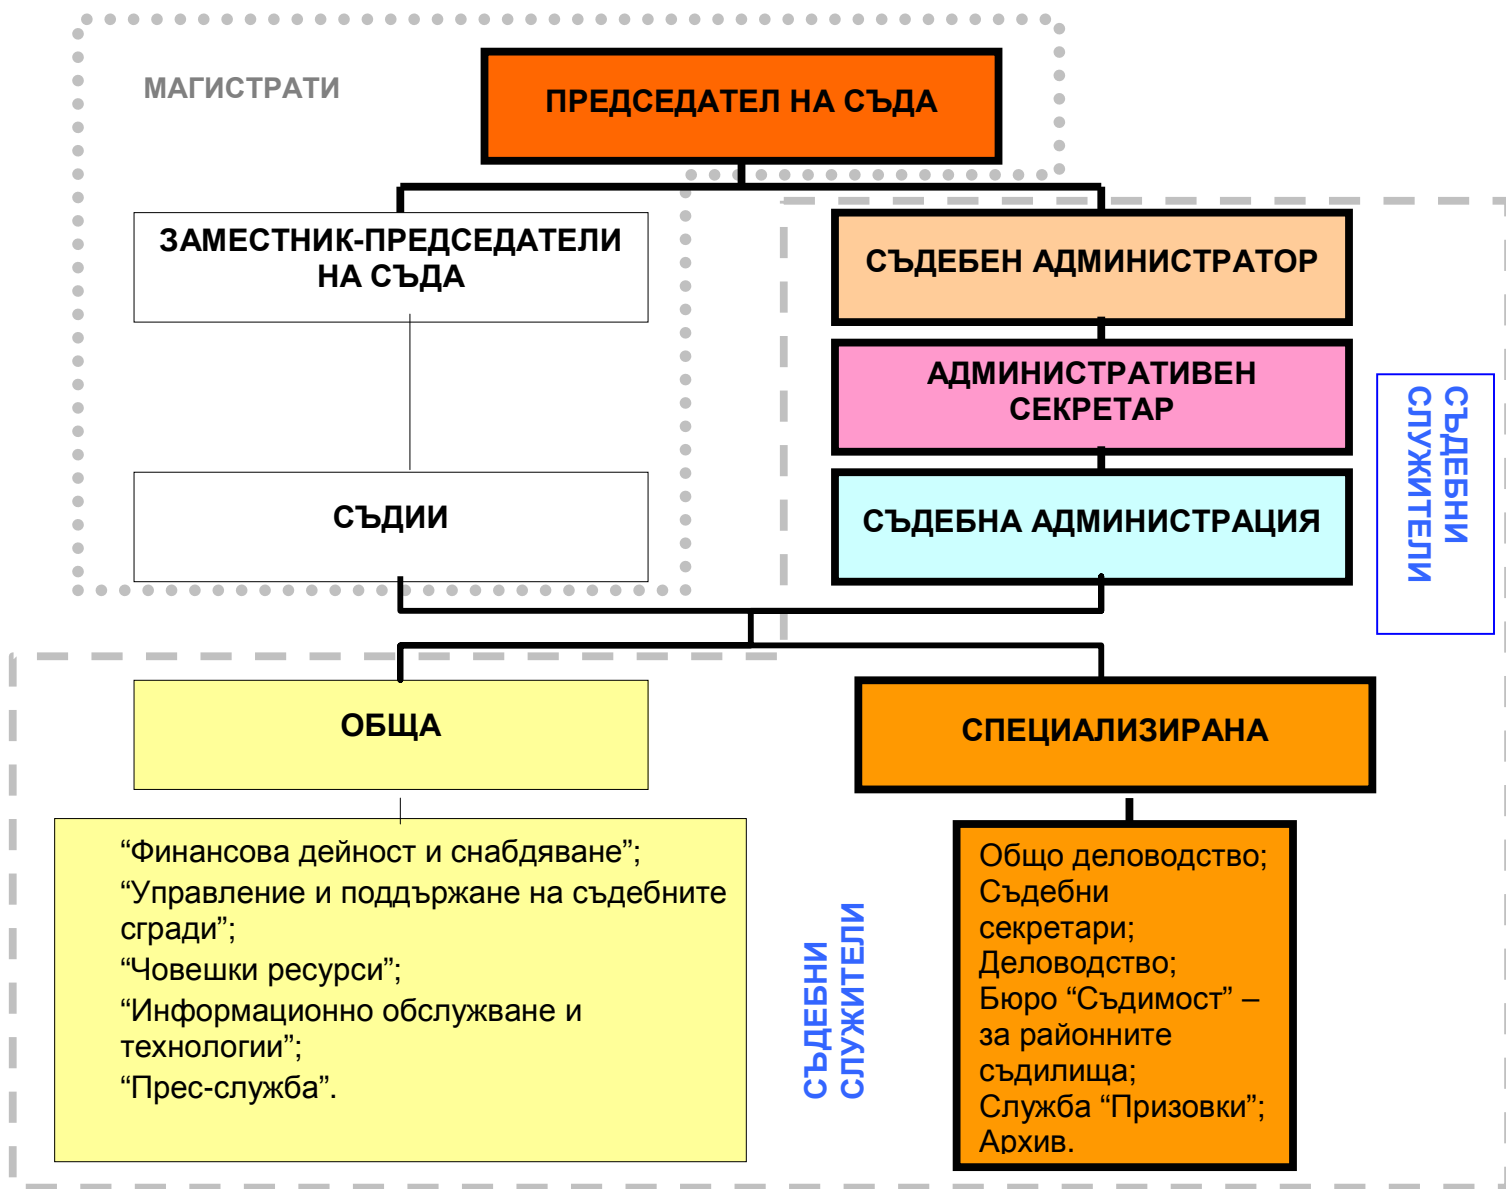 МАГИСТРАТИ
ПРЕДСЕДАТЕЛ НА СЪДА
ЗАМЕСТНИК-ПРЕДСЕДАТЕЛИ
НА СЪДА
СЪДЕБЕН АДМИНИСТРАТОР
АДМИНИСТРАТИВЕН
СЕКРЕТАР
СЪДИИ
СЪДЕБНА АДМИНИСТРАЦИЯ
СЪДЕБНИ
СЛУЖИТЕЛИ
ОБЩА
СПЕЦИАЛИЗИРАНА
“Финансова дейност и снабдяване”;
“Управление и поддържане на съдебните
сгради”;
“Човешки ресурси”;
“Информационно обслужване и
технологии”;
“Прес-служба”.
СЪДЕБНИ
СЛУЖИТЕЛИ
Общо деловодство;
Съдебни
секретари;
Деловодство;
Бюро “Съдимост” –
за районните
съдилища;
Служба “Призовки”;
Архив.